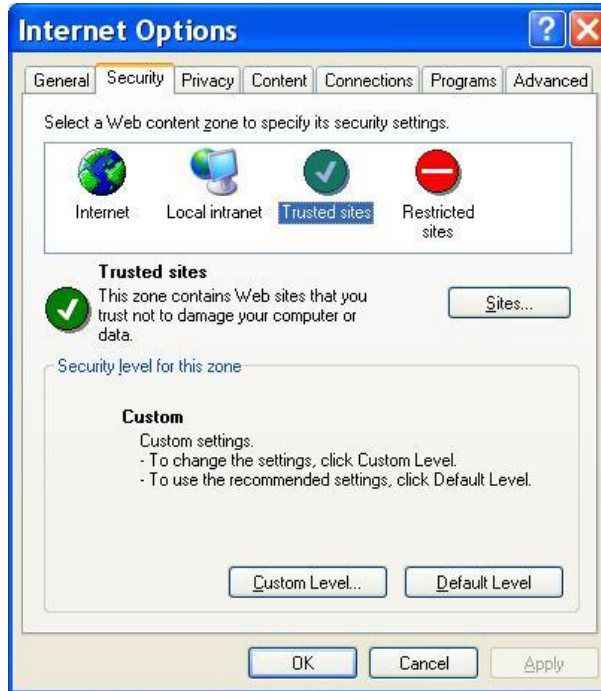 Internet Options
General Security Privacy Content Connections Programs Advanced
Select a Web content zone to specify its security settings.
Internet Local intranet Trusted sites Restricted
sites
Trusted sites
This zone contains Web sites that you
trust not to damage your computer or
data.
Sites...
Security level for this zone
Custom
Custom settings.
- To change the settings, click Custom Level.
- To use the recommended settings, click Default Level.
Custom Level... Default Level
OK Cancel Apply